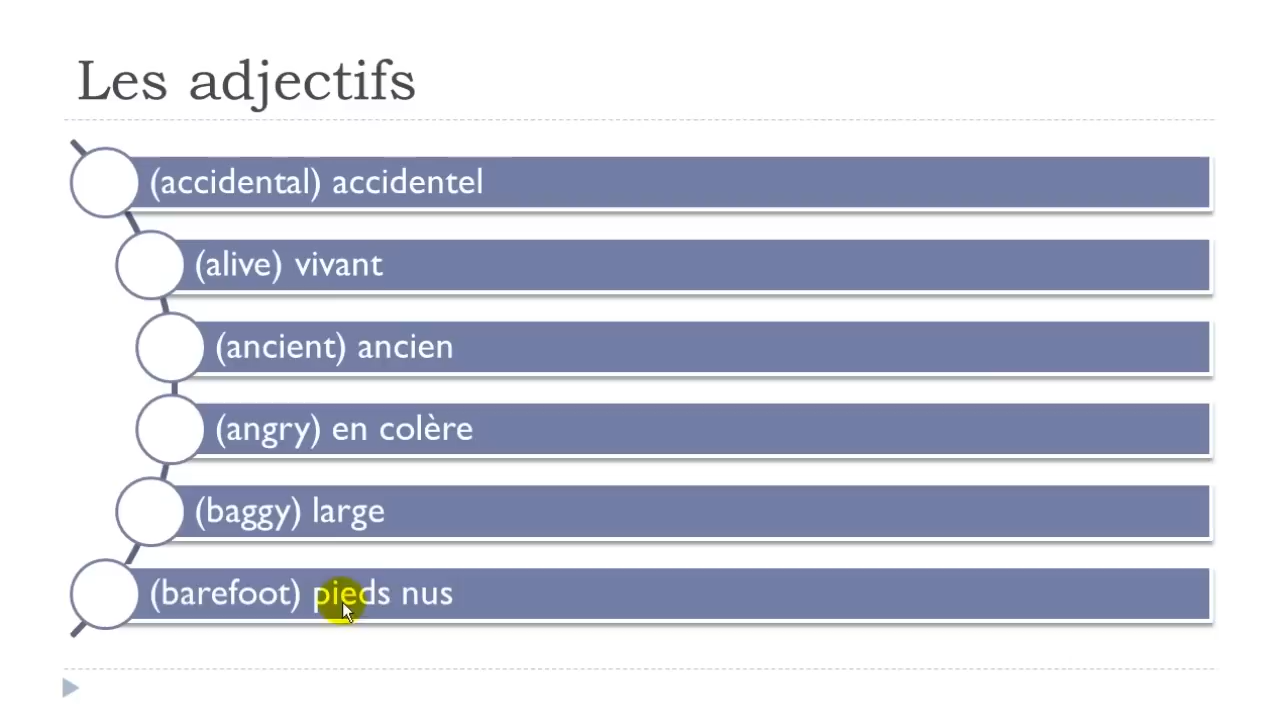 Les adjectifs
(accidental) accidentel
(alive) vivant
(ancient) ancien
(angry) en colère
(baggy) large
(barefoot) pieds nus